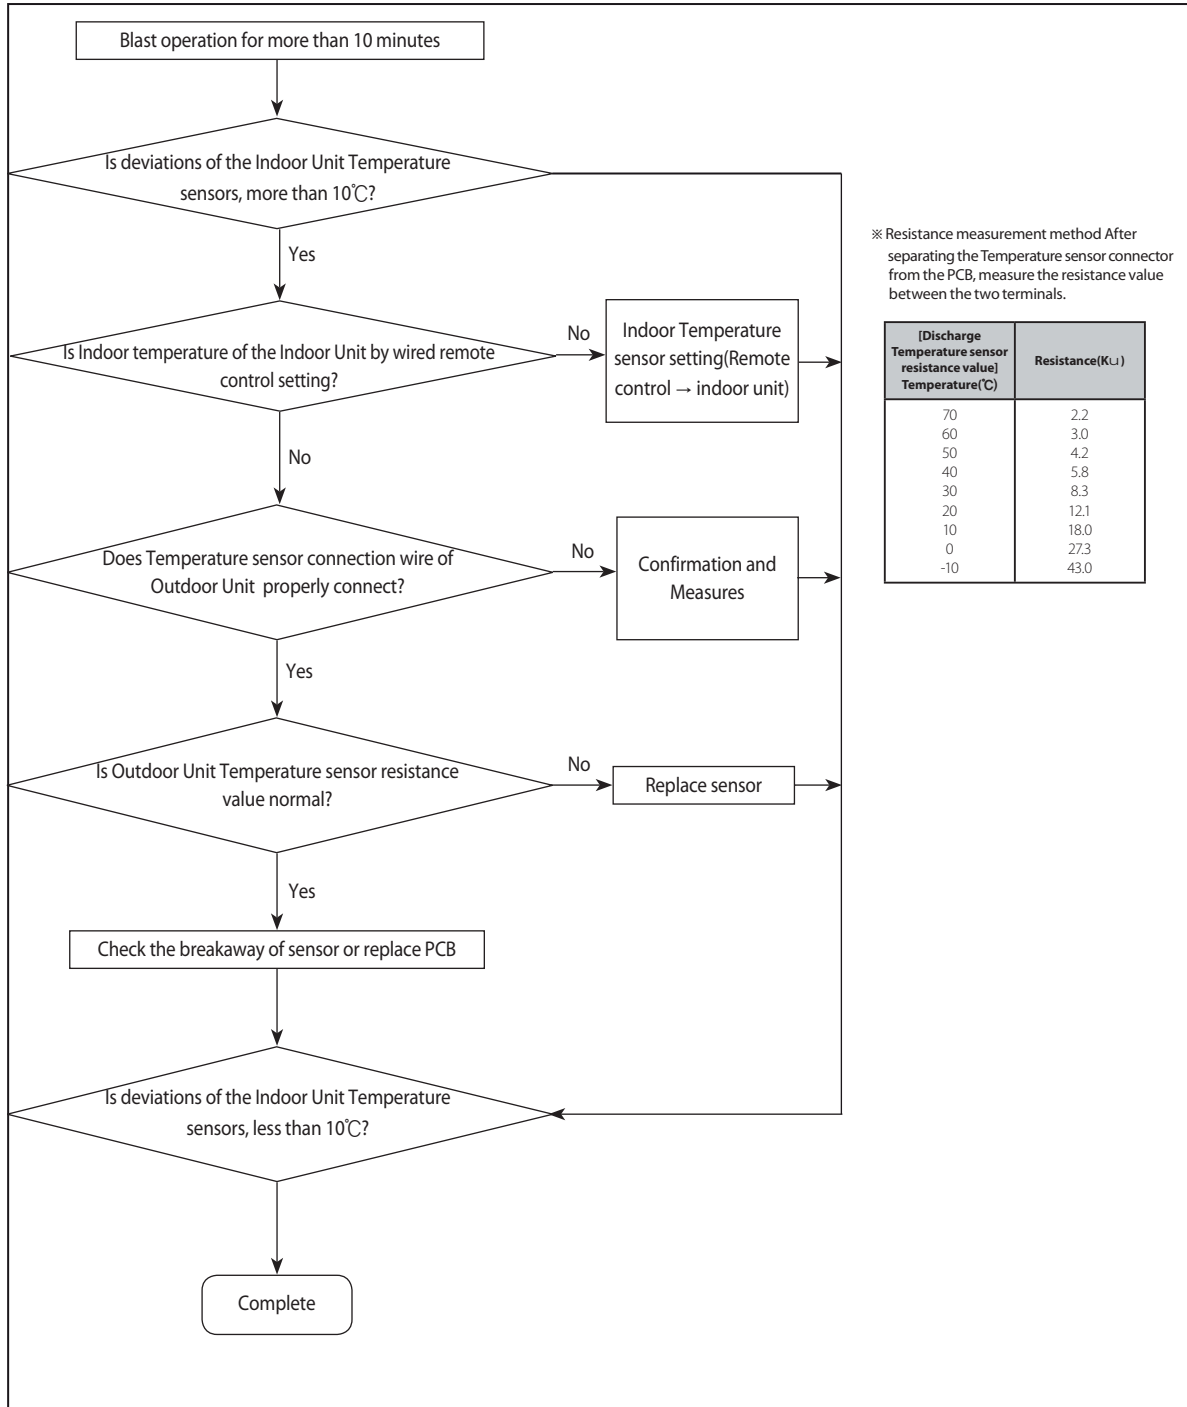 Blast operation for more than 10 minutes
Is deviations of the Indoor Unit Temperature
sensors, more than 10℃?
Yes
Is Indoor temperature of the Indoor Unit by wired remote
control setting?
No
Indoor Temperature
sensor setting(Remote
control → indoor unit)
No
Does Temperature sensor connection wire of
Outdoor Unit properly connect?
No
Confirmation and
Measures
Yes
Is Outdoor Unit Temperature sensor resistance
value normal?
No
Replace sensor
Yes
Check the breakaway of sensor or replace PCB
Is deviations of the Indoor Unit Temperature
sensors, less than 10℃?
Complete
※ Resistance measurement method After
separating the Temperature sensor connector
from the PCB, measure the resistance value
between the two terminals.
[Discharge
Temperature sensor
resistance value]
Temperature(℃)
Resistance(K㏌)
70 2.2
60 3.0
50 4.2
40 5.8
30 8.3
20 12.1
10 18.0
0 27.3
-10 43.0